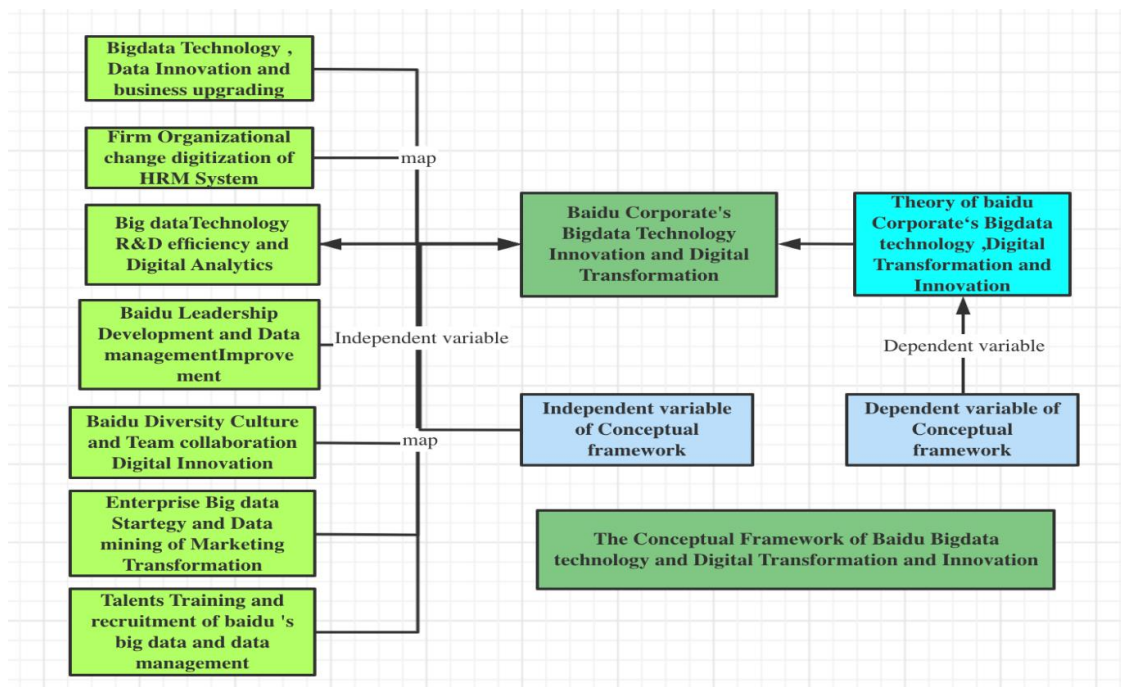 Bigdata Technology ,
Data Innovation and
business upgrading
Firm Organizational
change digitization of
HRM System
map
Big dataTechnology
R&D efficiency and
Digital Analytics
Baidu Corporate's
Bigdata Technology
Innovation and Digital
Transformation
Theory of baidu
Corporate‘s Bigdata
technology ,Digital
Transformation and
Innovation
Baidu Leadership
Development and Data
managementImprove
ment
Independent variable
Dependent variable
Baidu Diversity Culture
and Team collaboration
Digital Innovation
map
Independent variable
of Conceptual
framework
Dependent variable of
Conceptual
framework
Enterprise Big data
Startegy and Data
mining of Marketing
Transformation
The Conceptual Framework of Baidu Bigdata
technology and Digital Transformation and Innovation
Talents Training and
recruitment of baidu 's
big data and data
management